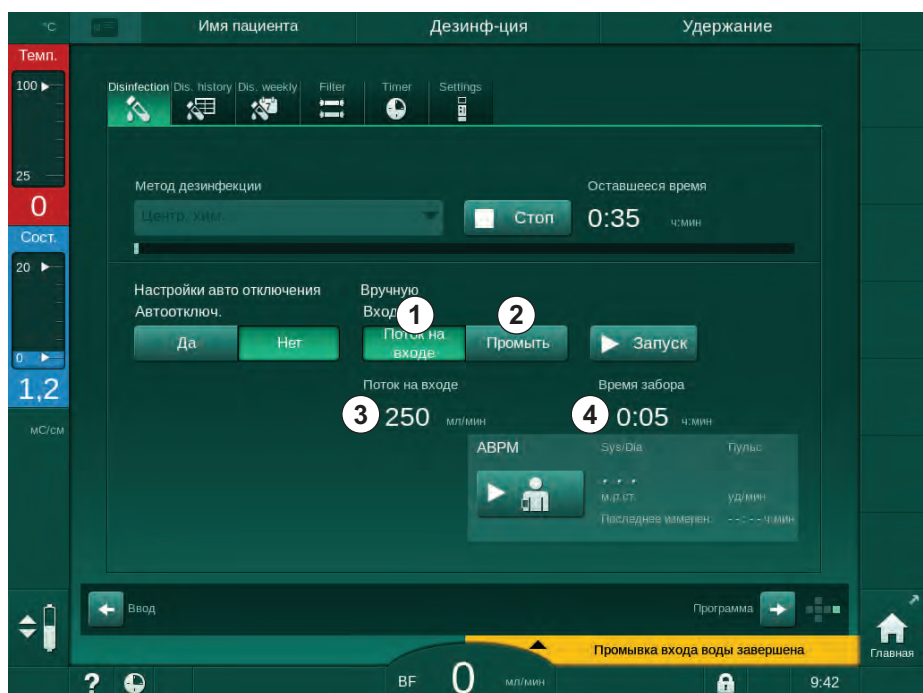 °C
Имя пациента
Дезинф-ция
Удержание
Темп.
100
25
0
Сост.
20
0
1,2
мС/см
Disinfection Dis. history Dis. weekly Filter Timer Settings
7
Метод дезинфекции
Оставшееся время
Центр. хим.
Стоп
0:35 ч:мин
Настройки авто отключения
Вручную
Автоотключ.
Вход
1
2
Да
Нет
Поток на
входе
Промыть
Запуск
Поток на входе
Время забора
3
250 мл/мин
4
0:05 ч:мин
ABPM
Sys/Dia
Пульс
м.р.ст.
уд/мин
Последнее измерен.
--:-- ч:мин
Ввод
Программа
Главная
Промывка входа воды завершена
?
BF 0 мл/мин
9:42